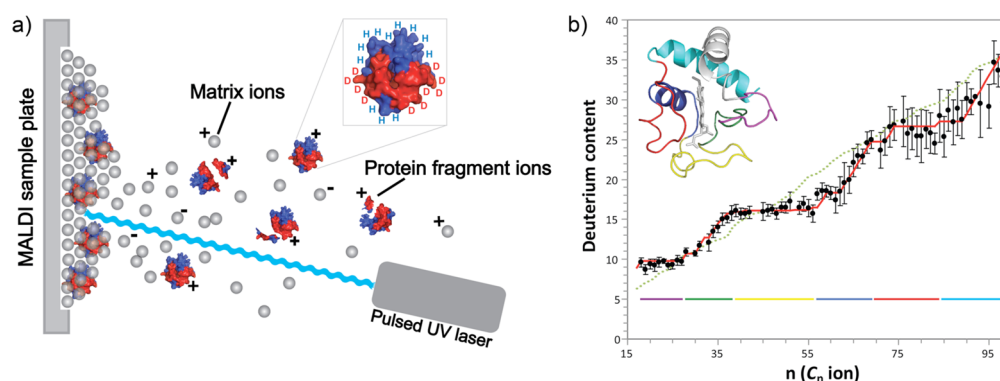 a)
MALDI sample plate
Matrix ions
Protein fragment ions
Pulsed UV laser
H H H H H H H
D D D D D D D D D
H H H H
+ + + + + + + +
- - -
b)
Deuterium content
40
35
30
25
20
15
10
5
15 35 55 75 95
n (Cn ion)